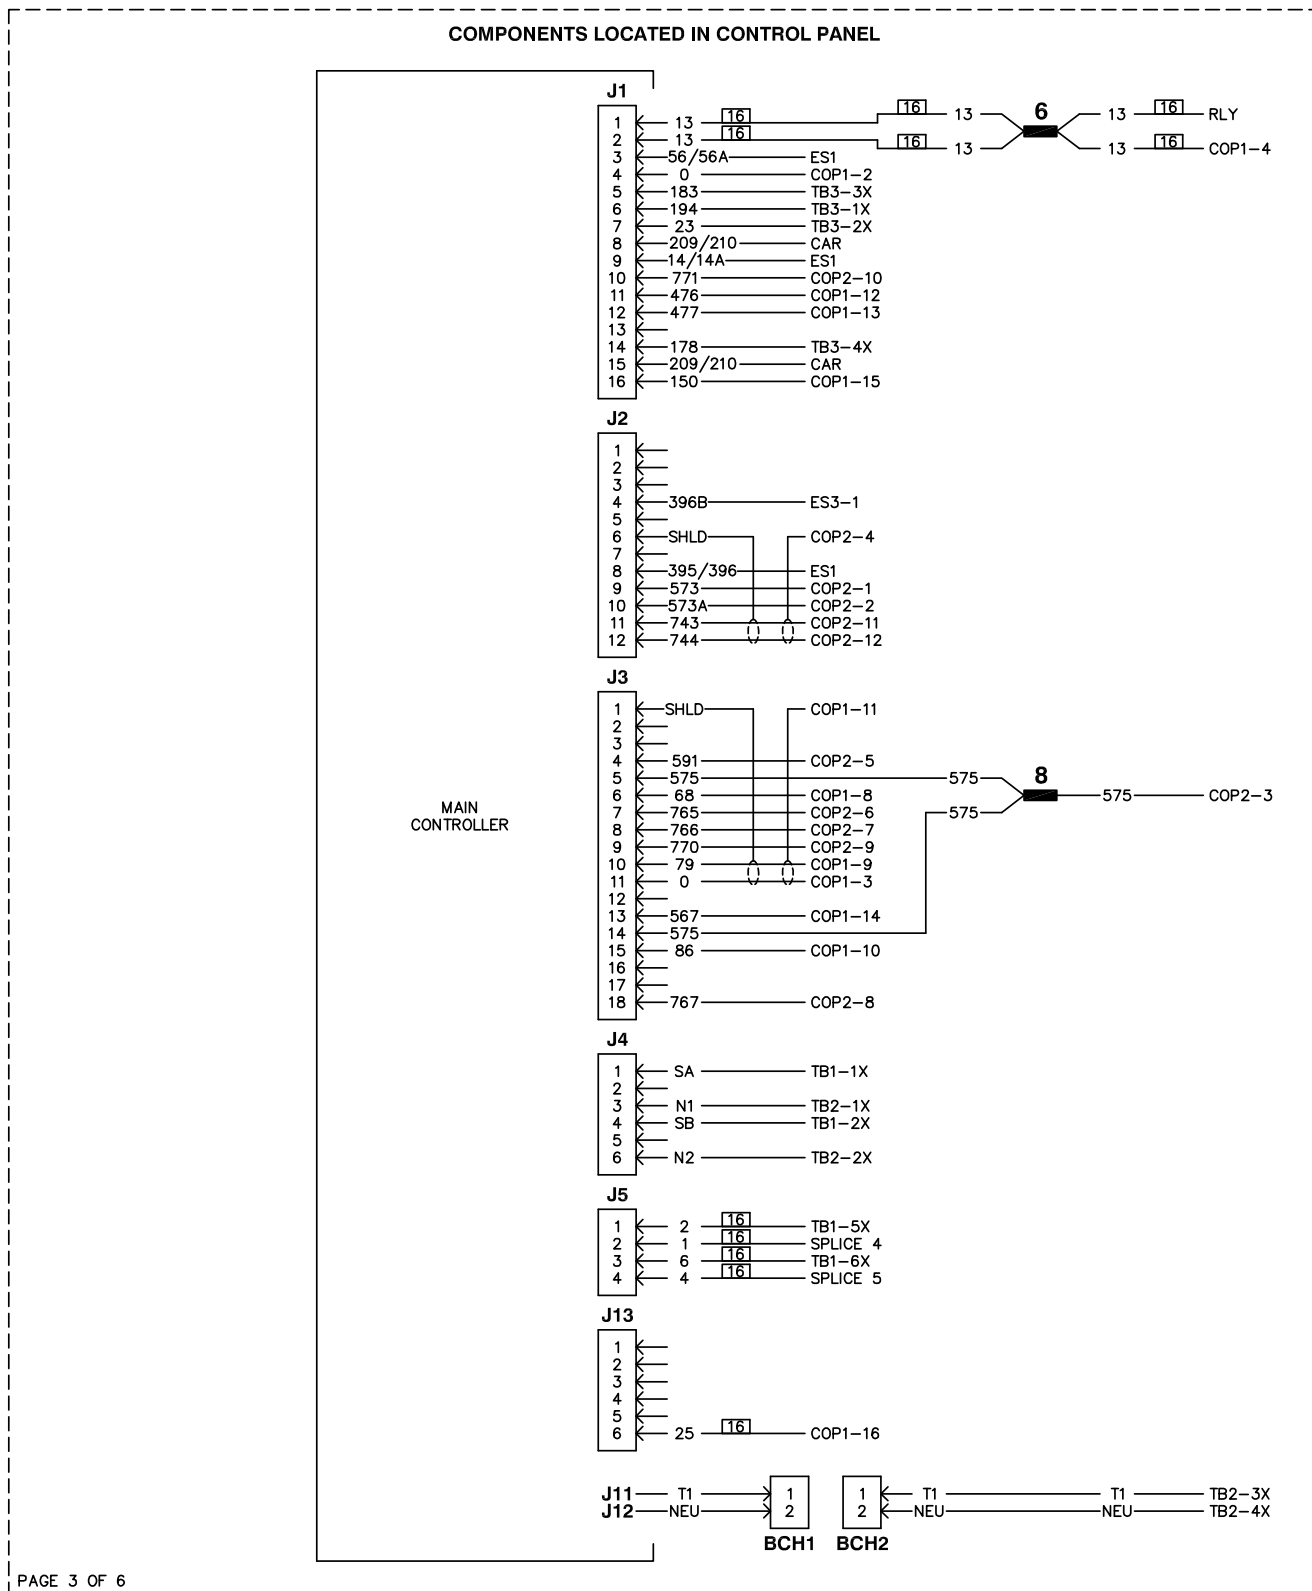 COMPONENTS LOCATED IN CONTROL PANEL
J1
1 13 16 16 13 6 13 16 RLY
2 13 16 16 13 13 16 COP1-4
3 56/56A ES1
4 0 COP1-2
5 183 TB3-3X
6 194 TB3-1X
7 23 TB3-2X
8 209/210 CAR
9 14/14A ES1
10 771 COP2-10
11 476 COP1-12
12 477 COP1-13
13
14 178 TB3-4X
15 209/210 CAR
16 150 COP1-15
J2
1
2
3
4 396B ES3-1
5
6 SHLD COP2-4
7
8 395/396 ES1
9 573 COP2-1
10 573A COP2-2
11 743 COP2-11
12 744 COP2-12
J3
1 SHLD COP1-11
2
3
4 591 COP2-5
5 575 575 8
6 68 COP1-8 575 COP2-3
7 765 COP2-6 575
8 766 COP2-7
9 770 COP2-9
10 79 COP1-9
11 0 COP1-3
12
13 567 COP1-14
14 575
15 86 COP1-10
16
17
18 767 COP2-8
MAIN
CONTROLLER
J4
1 SA TB1-1X
2
3 N1 TB2-1X
4 SB TB1-2X
5
6 N2 TB2-2X
J5
1 2 16 TB1-5X
2 1 16 SPLICE 4
3 6 16 TB1-6X
4 4 16 SPLICE 5
J13
1
2
3
4
5
6 25 16 COP1-16
J11 T1 1 1 T1 T1 TB2-3X
J12 NEU 2 2 NEU NEU TB2-4X
BCH1 BCH2
PAGE 3 OF 6